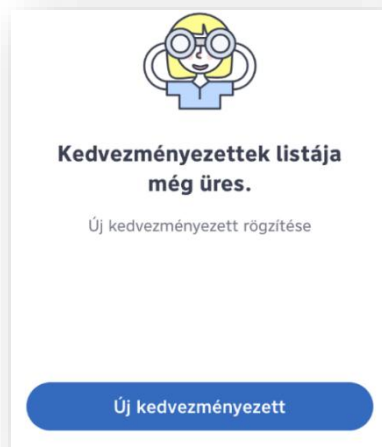 Kedvezményezettek listája
még üres.
Új kedvezményezett rögzítése
Új kedvezményezett